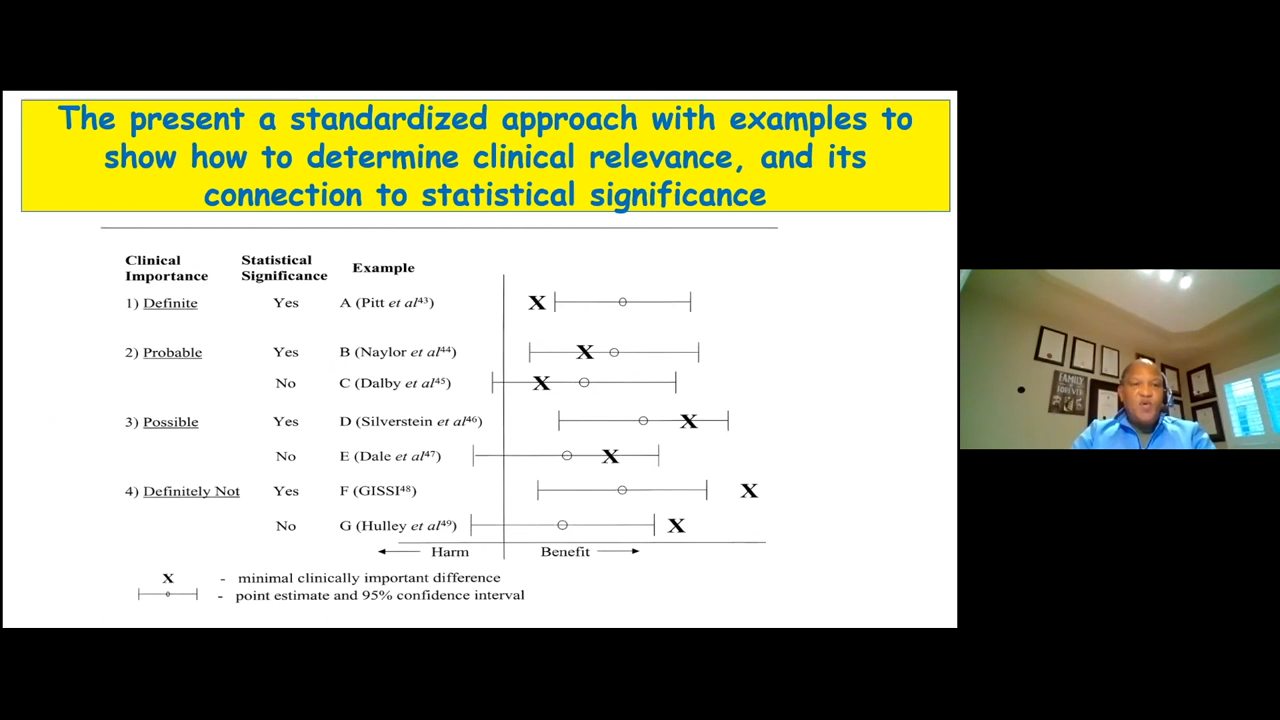 The present a standardized approach with examples to
show how to determine clinical relevance, and its
connection to statistical significance
Clinical Importance Statistical Significance Example
1) Definite Yes A (Pitt et al⁴³) X
2) Probable Yes B (Naylor et al⁴⁴) X
No C (Dalby et al⁴⁵) X
3) Possible Yes D (Silverstein et al⁴⁶) X
No E (Dale et al⁴⁷) X
4) Definitely Not Yes F (GISSI⁴⁸) X
No G (Hulley et al⁴⁹) X
Harm Benefit
X - minimal clinically important difference
- point estimate and 95% confidence interval
FAMILY
FOREVER